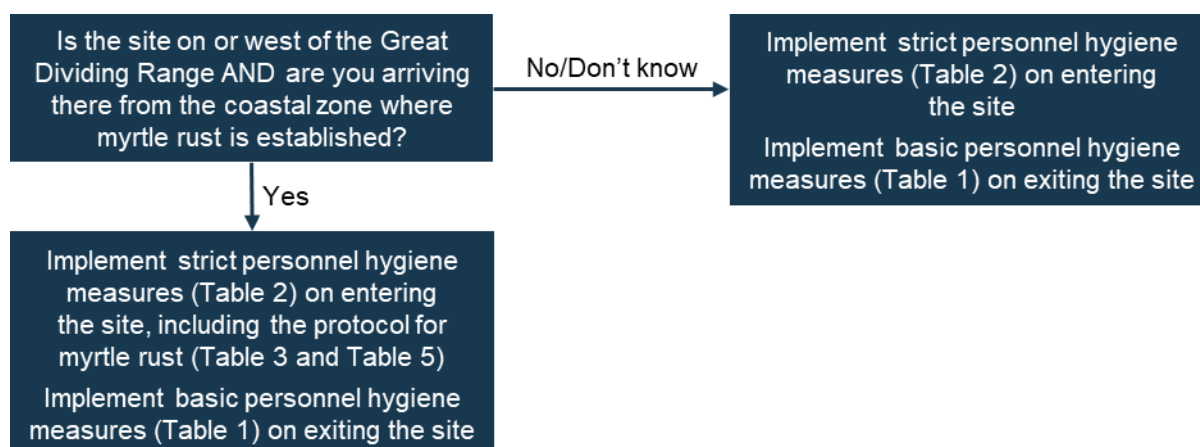 Is the site on or west of the Great
Dividing Range AND are you arriving
there from the coastal zone where
myrtle rust is established?
No/Don't know
Implement strict personnel hygiene
measures (Table 2) on entering
the site
Implement basic personnel hygiene
measures (Table 1) on exiting the site
Yes
Implement strict personnel hygiene
measures (Table 2) on entering
the site, including the protocol for
myrtle rust (Table 3 and Table 5)
Implement basic personnel hygiene
measures (Table 1) on exiting the site